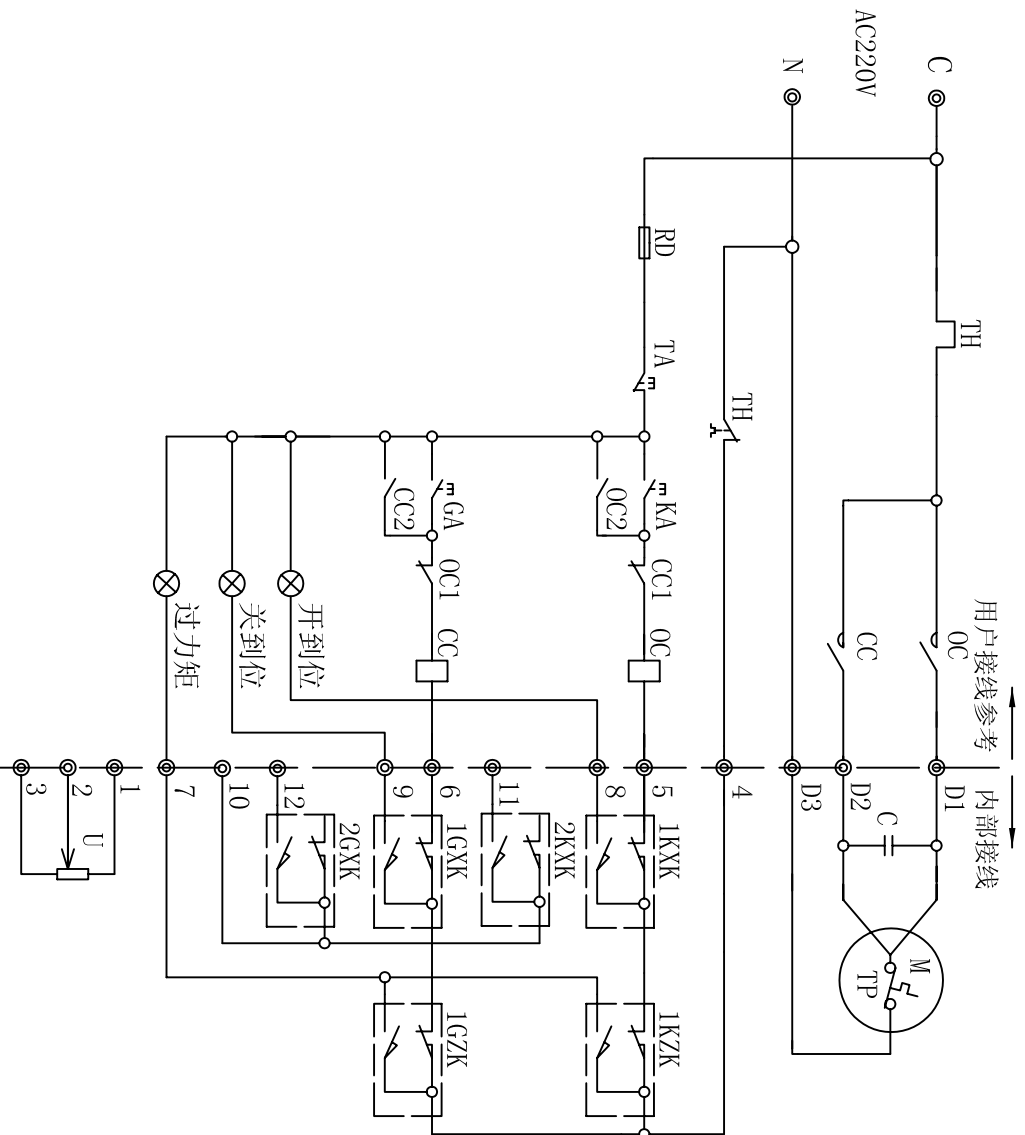 AC220V
C
N
TH
RD
TA
TH
KA
OC2
CC1
OC
GA
CC2
OC1
CC
OC
CC
开到位
关到位
过力矩
用户接线参考
内部接线
D1
D2
D3
4
5
8
11
6
9
12
10
7
1
2
3
U
C
M
TP
1KXK
2KXK
1GXK
2GXK
1KZK
1GZK